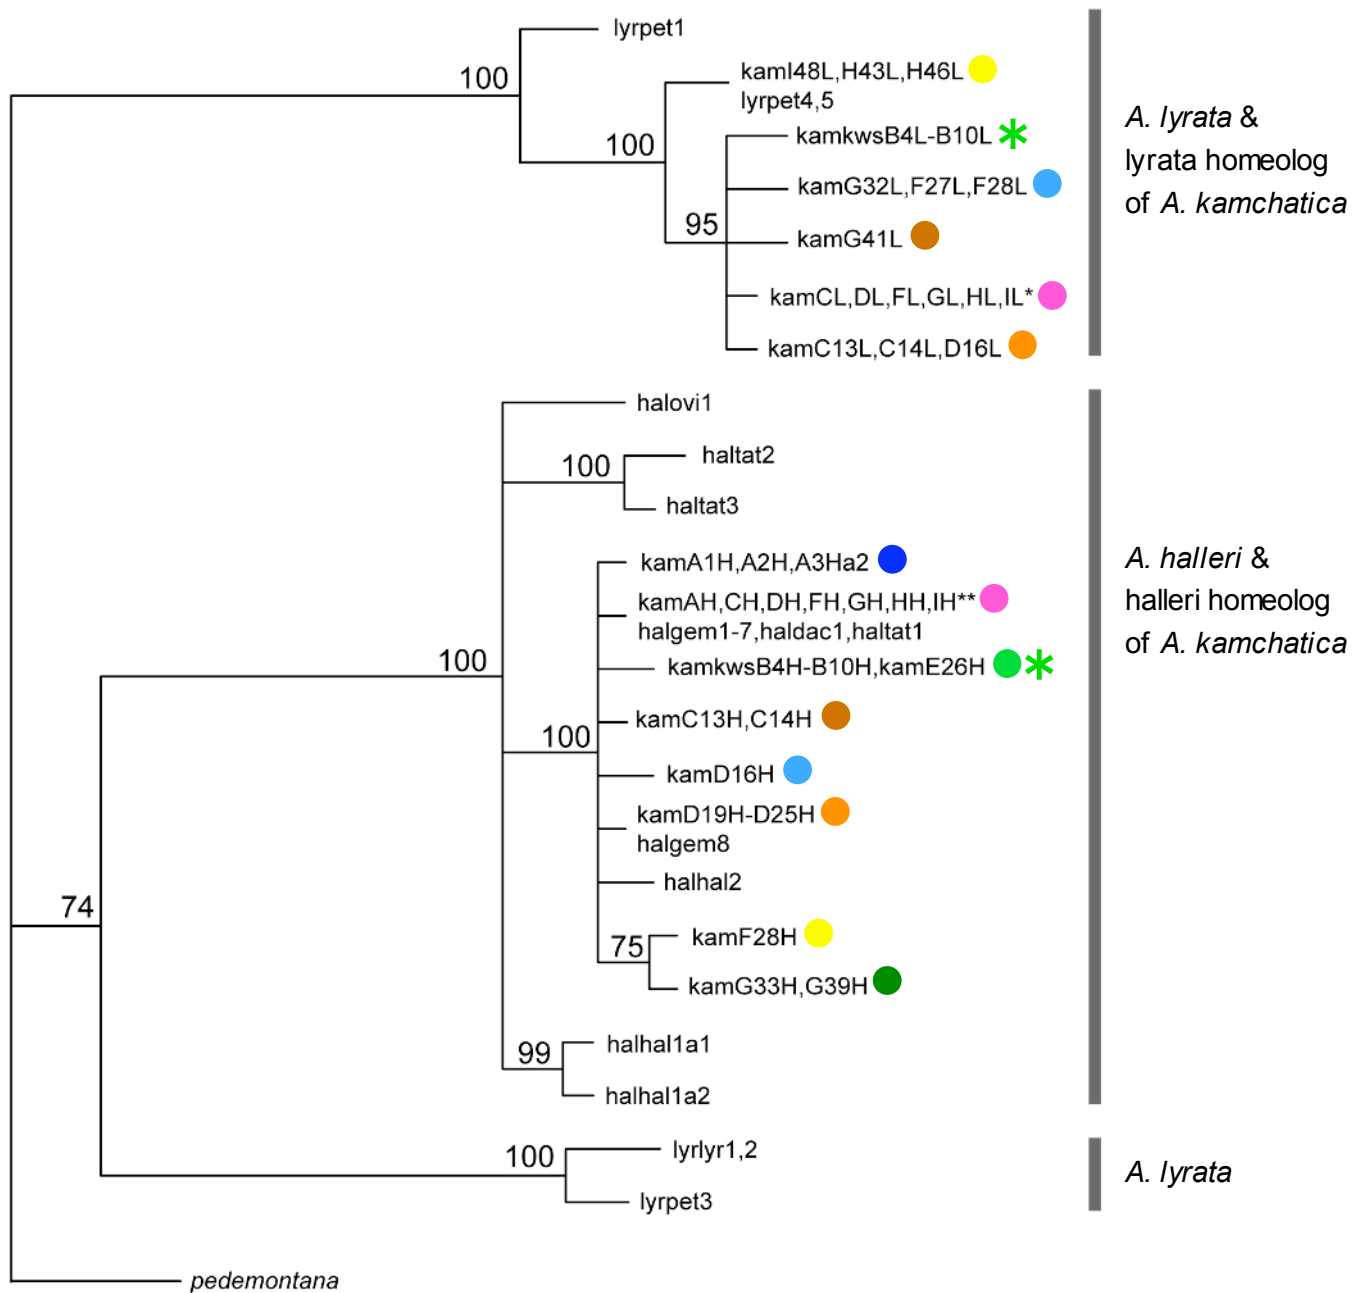 lyrpet1
100
kamI48L,H43L,H46L
lyrpet4,5
100
kamkwsB4L-B10L
kamG32L,F27L,F28L
95
kamG41L
kamCL,DL,FL,GL,HL,IL*
kamC13L,C14L,D16L
A. lyrata &
lyrata homeolog
of A. kamchatica
halovi1
100
haltat2
haltat3
kamA1H,A2H,A3Ha2
kamAH,CH,DH,FH,GH,HH,IH**
halgem1-7,haldac1,haltat1
100
kamkwsB4H-B10H,kamE26H
kamC13H,C14H
100
kamD16H
kamD19H-D25H
halgem8
halhal2
74
kamF28H
75
kamG33H,G39H
99
halhal1a1
halhal1a2
A. halleri &
halleri homeolog
of A. kamchatica
100
lyrlyr1,2
lyrpet3
A. lyrata
pedemontana